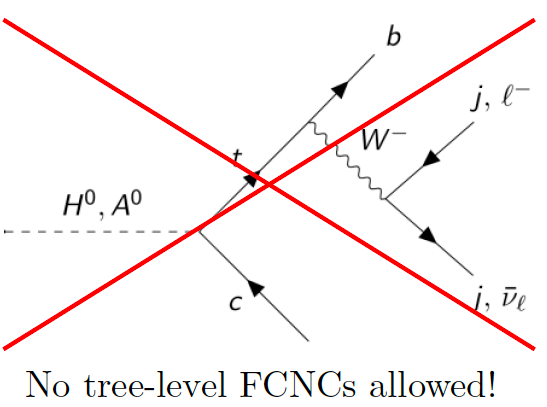 b
j, ℓ⁻
W⁻
t
H⁰, A⁰
c
j, ν̄ℓ
No tree-level FCNCs allowed!